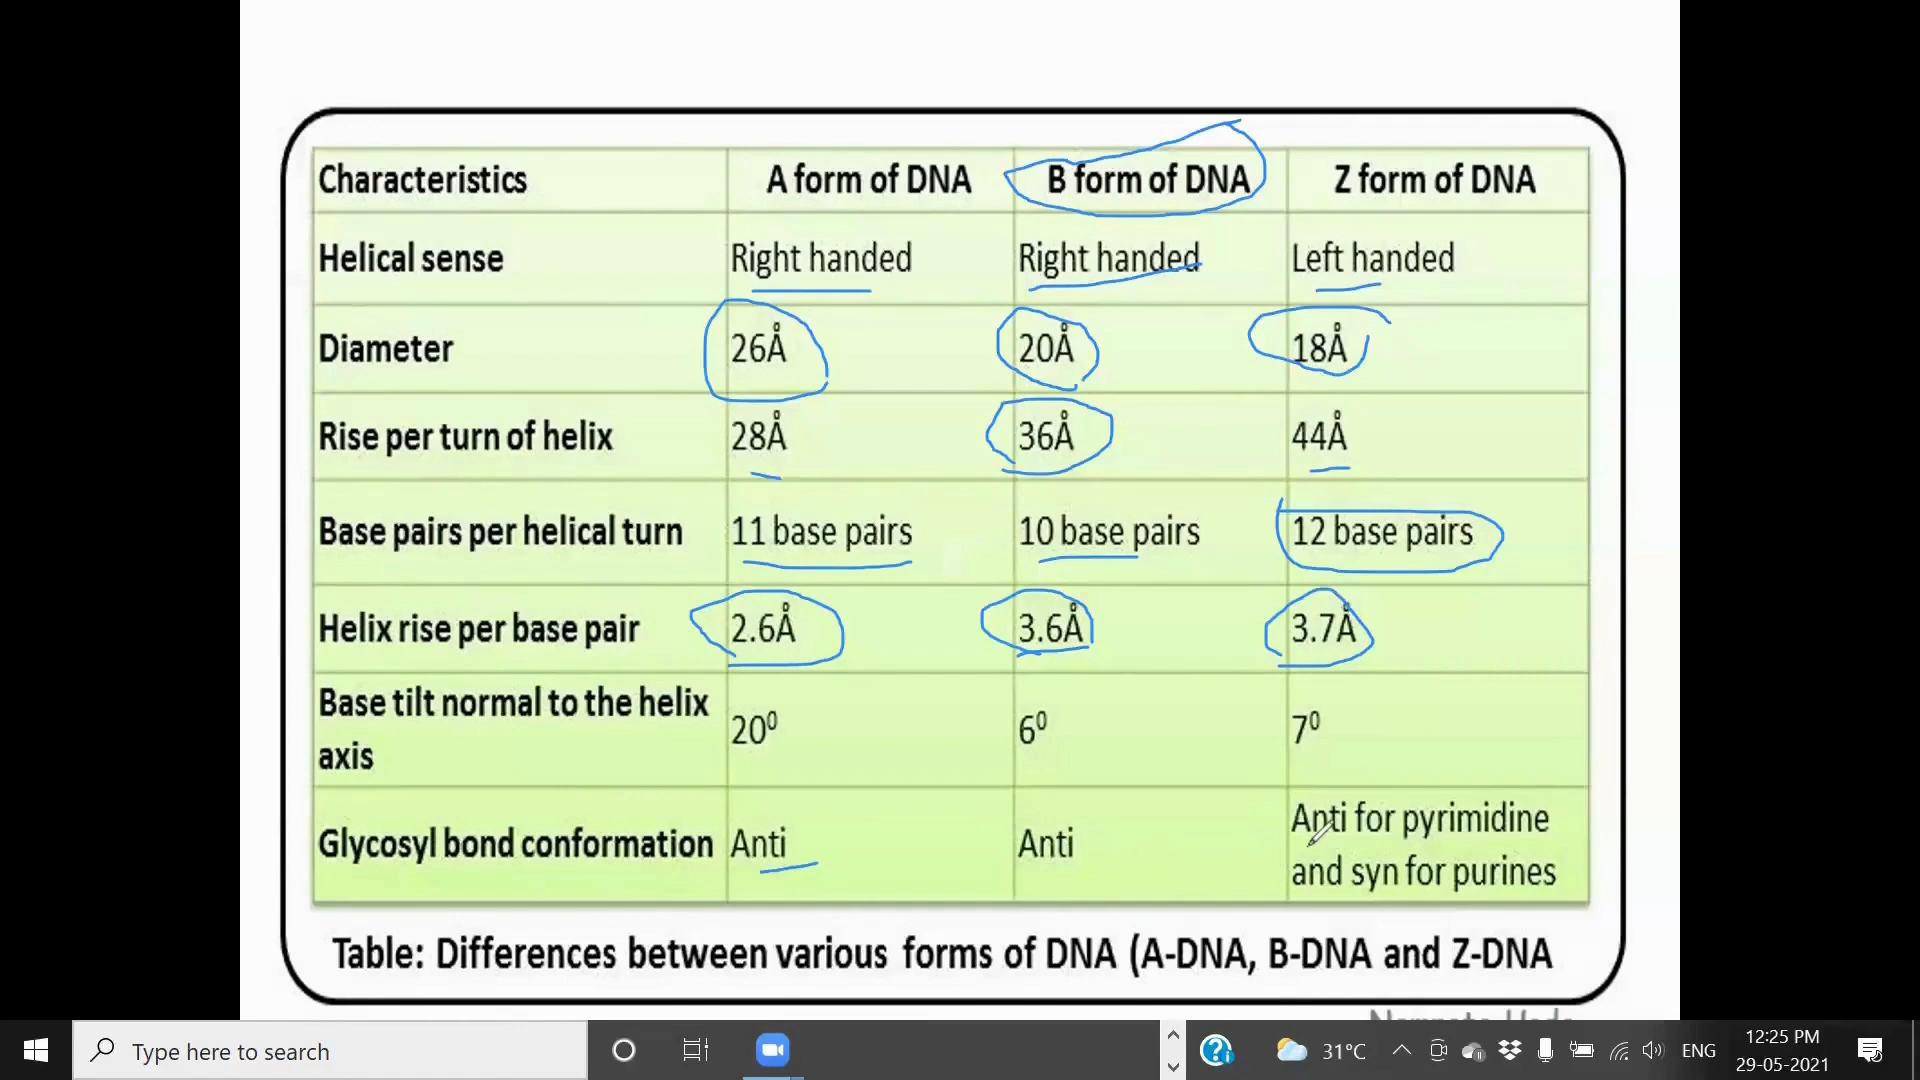 Characteristics A form of DNA B form of DNA Z form of DNA
Helical sense Right handed Right handed Left handed
Diameter 26Å 20Å 18Å
Rise per turn of helix 28Å 36Å 44Å
Base pairs per helical turn 11 base pairs 10 base pairs 12 base pairs
Helix rise per base pair 2.6Å 3.6Å 3.7Å
Base tilt normal to the helix
axis 20⁰ 6⁰ 7⁰
Glycosyl bond conformation Anti Anti Anti for pyrimidine
and syn for purines
Table: Differences between various forms of DNA (A-DNA, B-DNA and Z-DNA
Type here to search
31°C
ENG
12:25 PM
29-05-2021